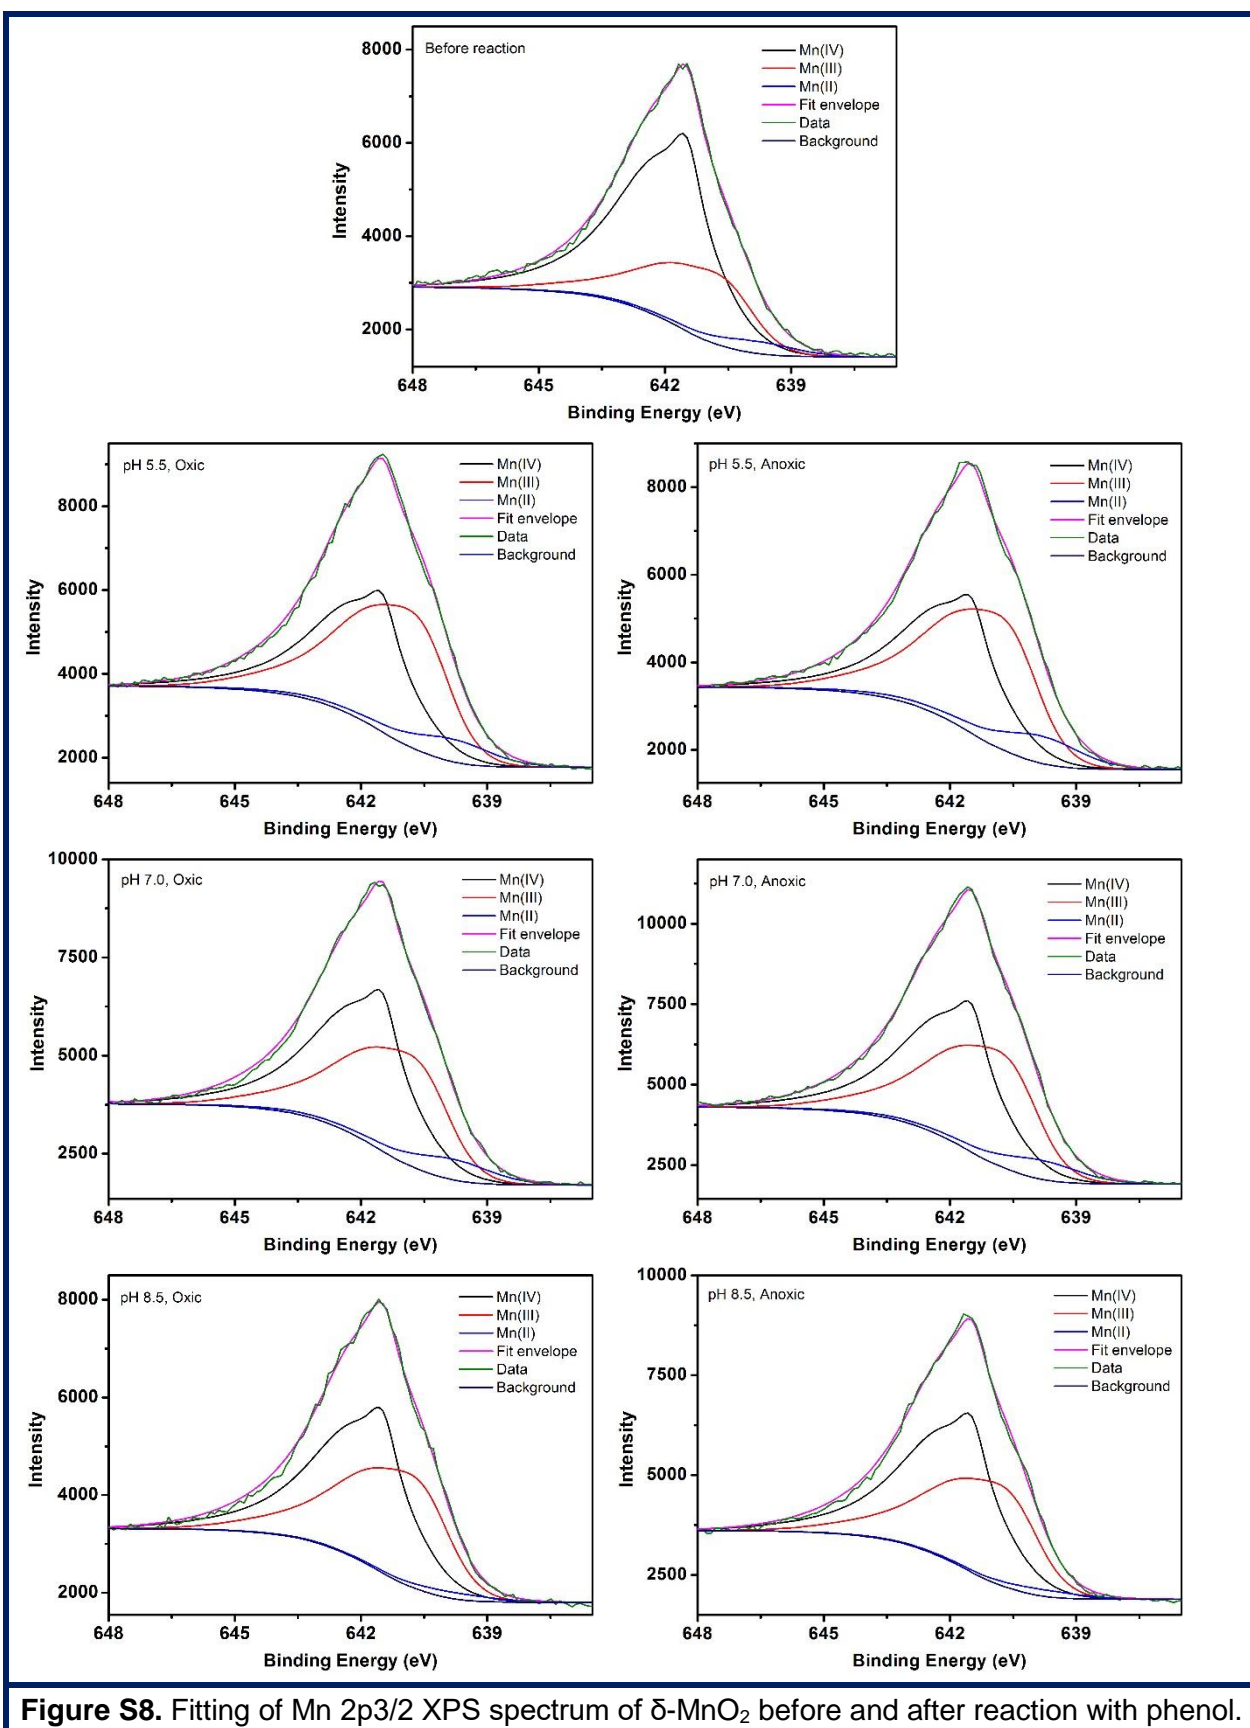 Before reaction
Mn(IV)
Mn(III)
Mn(II)
Fit envelope
Data
Background
8000
6000
4000
2000
Intensity
648 645 642 639
Binding Energy (eV)
pH 5.5, Oxic
Mn(IV)
Mn(III)
Mn(II)
Fit envelope
Data
Background
8000
6000
4000
2000
Intensity
648 645 642 639
Binding Energy (eV)
pH 5.5, Anoxic
Mn(IV)
Mn(III)
Mn(II)
Fit envelope
Data
Background
8000
6000
4000
2000
Intensity
648 645 642 639
Binding Energy (eV)
pH 7.0, Oxic
Mn(IV)
Mn(III)
Mn(II)
Fit envelope
Data
Background
10000
7500
5000
2500
Intensity
648 645 642 639
Binding Energy (eV)
pH 7.0, Anoxic
Mn(IV)
Mn(III)
Mn(II)
Fit envelope
Data
Background
10000
7500
5000
2500
Intensity
648 645 642 639
Binding Energy (eV)
pH 8.5, Oxic
Mn(IV)
Mn(III)
Mn(II)
Fit envelope
Data
Background
8000
6000
4000
2000
Intensity
648 645 642 639
Binding Energy (eV)
pH 8.5, Anoxic
Mn(IV)
Mn(III)
Mn(II)
Fit envelope
Data
Background
10000
7500
5000
2500
Intensity
648 645 642 639
Binding Energy (eV)
Figure S8. Fitting of Mn 2p3/2 XPS spectrum of δ-MnO₂ before and after reaction with phenol.